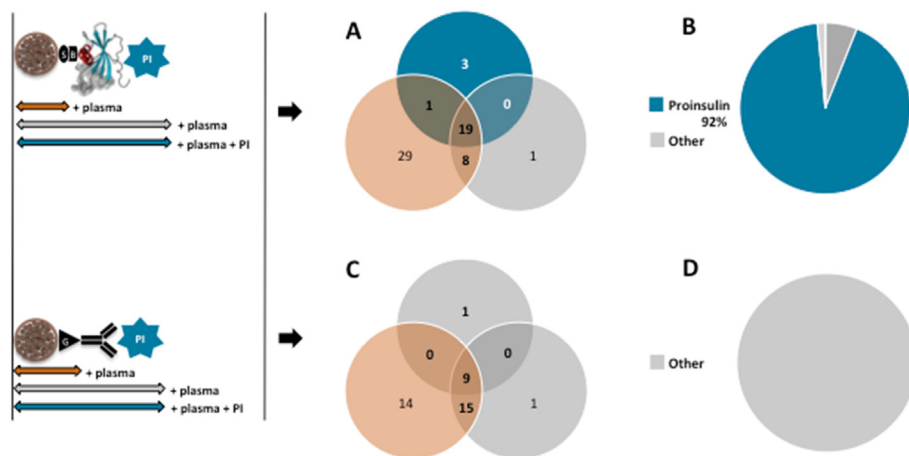 S B PI
+ plasma
+ plasma
+ plasma + PI
A
3
1
0
19
29
8
1
B
Proinsulin
92%
Other
G PI
+ plasma
+ plasma
+ plasma + PI
C
1
0
0
9
14
15
1
D
Other